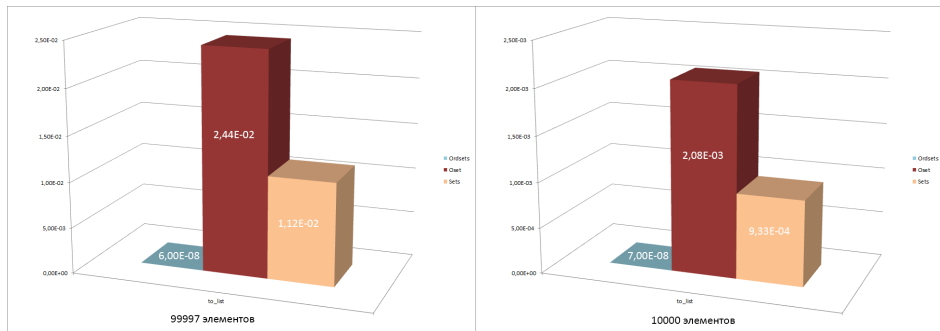 2,50E-02
2,00E-02
1,50E-02
1,00E-02
5,00E-03
0,00E+00
2,44E-02
1,12E-02
6,00E-08
to_list
99997 элементов
Ordsets
Oset
Sets
2,50E-03
2,00E-03
1,50E-03
1,00E-03
5,00E-04
0,00E+00
2,08E-03
9,33E-04
7,00E-08
to_list
10000 элементов
Ordsets
Oset
Sets